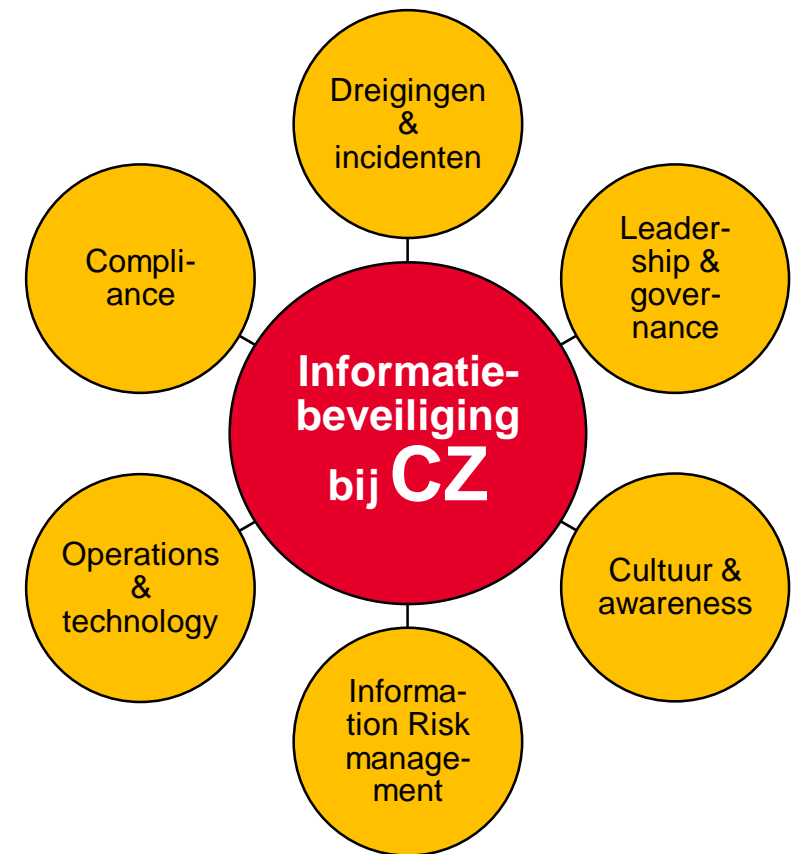 Dreigingen
&
incidenten
Leader-
ship &
gover-
nance
Compli-
ance
Informatie-
beveiliging
bij CZ
Operations
&
technology
Cultuur &
awareness
Informa-
tion Risk
manage-
ment